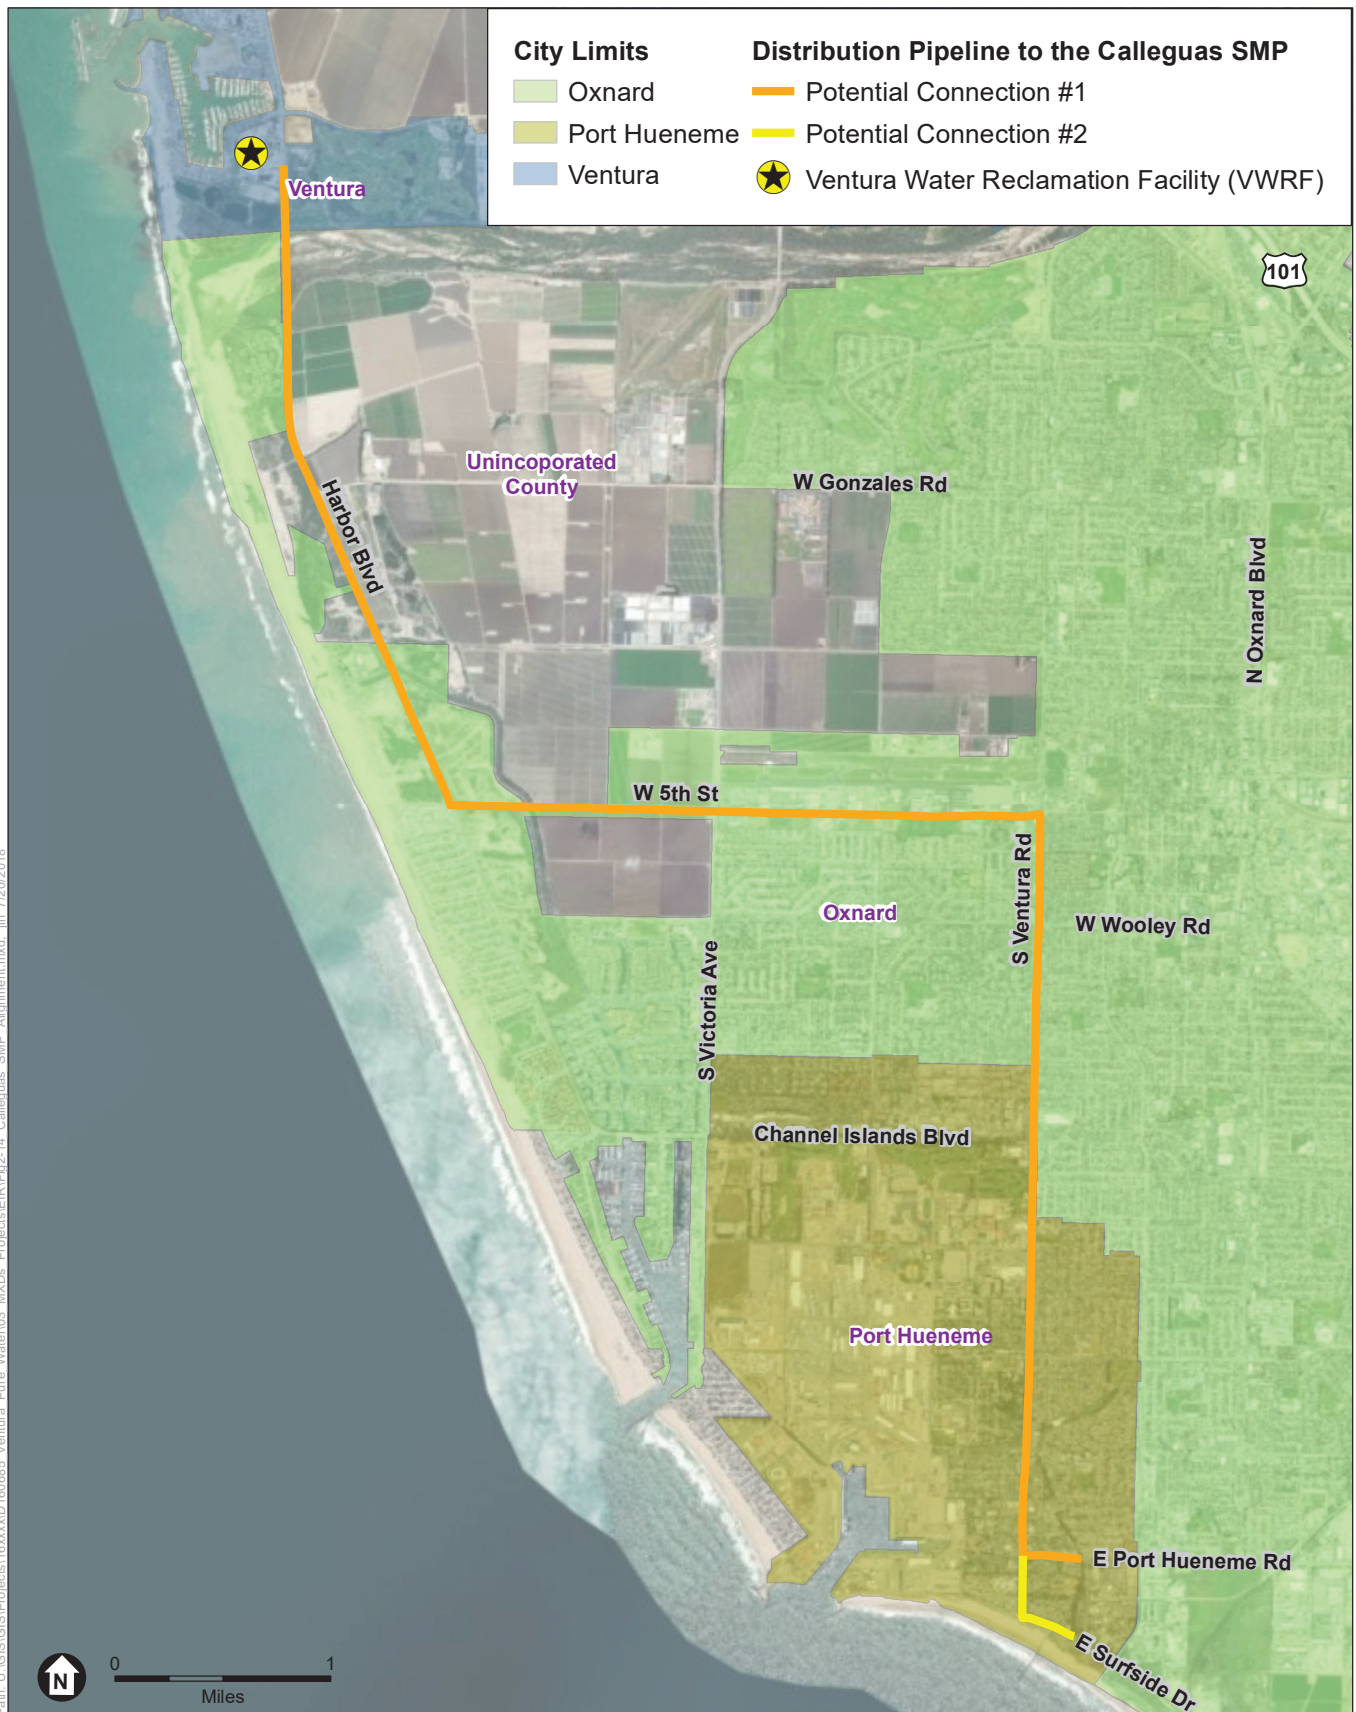 City Limits
Oxnard
Port Hueneme
Ventura
Distribution Pipeline to the Calleguas SMP
Potential Connection #1
Potential Connection #2
Ventura Water Reclamation Facility (VWRF)
Ventura
101
Unincoporated
County
W Gonzales Rd
Harbor Blvd
N Oxnard Blvd
W 5th St
S Ventura Rd
Oxnard
W Wooley Rd
S Victoria Ave
Channel Islands Blvd
Port Hueneme
E Port Hueneme Rd
E Surfside Dr
N
0 1
Miles